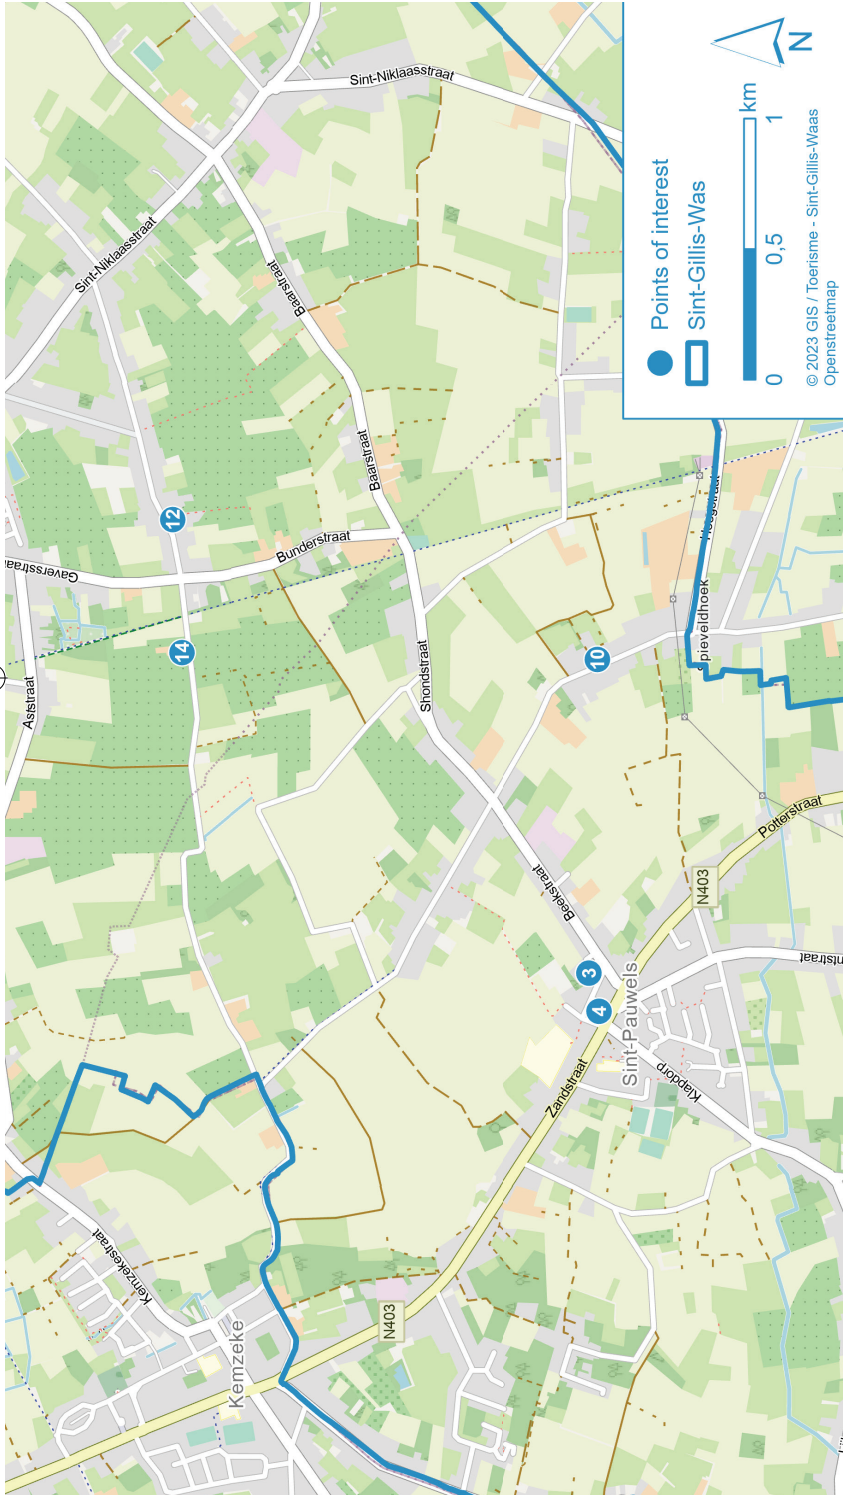 Sint-Niklaasstraat
Sint-Niklaasstraat
Baarstraat
Baarstraat
Bunderstraat
Gaversstraat
Aststraat
12
14
Shondstraat
10
Hoogstraat
Spieveldhoek
Beekstraat
Potterstraat
N403
3
4
Sint-Pauwels
Zandstraat
Klapdorp
ntstraat
Kemzekestraat
Kemzeke
N403
Points of interest
Sint-Gillis-Was
0
0,5
1
km
N
© 2023 GIS / Toerisme - Sint-Gillis-Waas
Openstreetmap